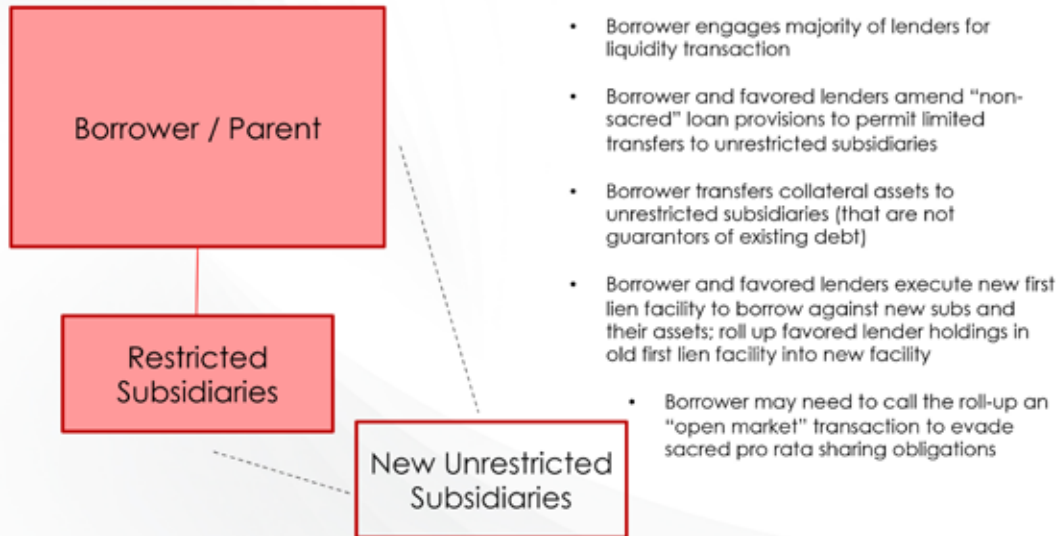 Borrower / Parent
Restricted
Subsidiaries
New Unrestricted
Subsidiaries
• Borrower engages majority of lenders for
liquidity transaction
• Borrower and favored lenders amend “non-
sacred” loan provisions to permit limited
transfers to unrestricted subsidiaries
• Borrower transfers collateral assets to
unrestricted subsidiaries (that are not
guarantors of existing debt)
• Borrower and favored lenders execute new first
lien facility to borrow against new subs and
their assets; roll up favored lender holdings in
old first lien facility into new facility
• Borrower may need to call the roll-up an
“open market” transaction to evade
sacred pro rata sharing obligations